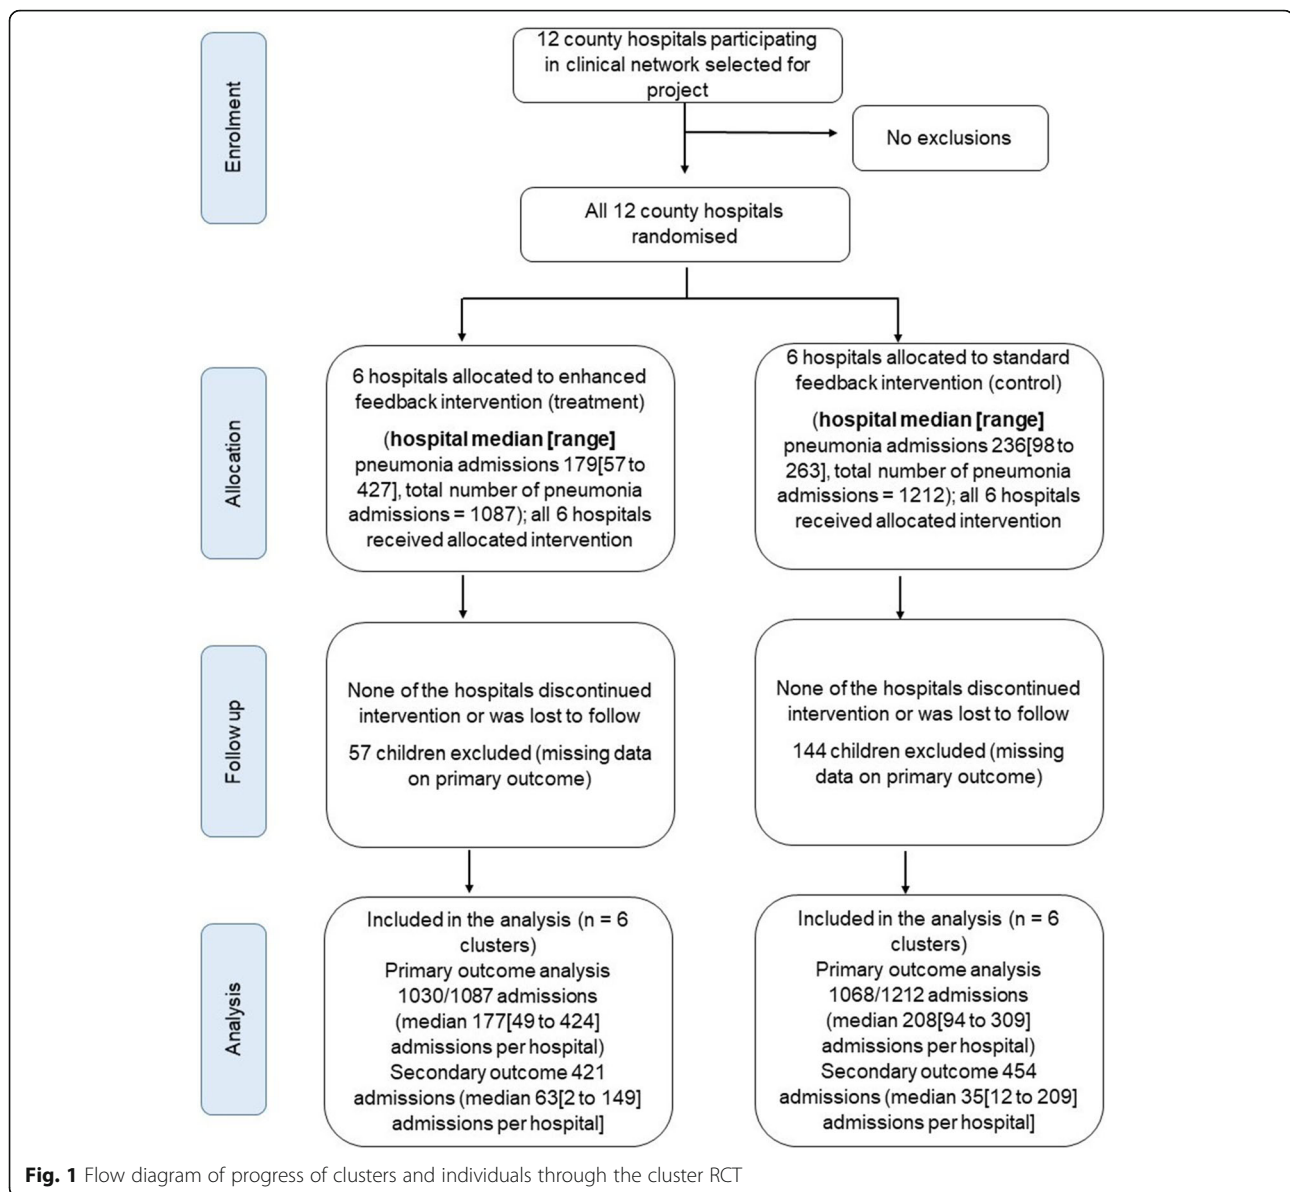 Enrolment
12 county hospitals participating
in clinical network selected for
project
No exclusions
All 12 county hospitals
randomised
Allocation
6 hospitals allocated to enhanced
feedback intervention (treatment)
(hospital median [range]
pneumonia admissions 179[57 to
427], total number of pneumonia
admissions = 1087); all 6 hospitals
received allocated intervention
6 hospitals allocated to standard
feedback intervention (control)
(hospital median [range]
pneumonia admissions 236[98 to
263], total number of pneumonia
admissions = 1212); all 6 hospitals
received allocated intervention
Follow up
None of the hospitals discontinued
intervention or was lost to follow
57 children excluded (missing data
on primary outcome)
None of the hospitals discontinued
intervention or was lost to follow
144 children excluded (missing
data on primary outcome)
Analysis
Included in the analysis (n = 6
clusters)
Primary outcome analysis
1030/1087 admissions
(median 177[49 to 424]
admissions per hospital)
Secondary outcome 421
admissions (median 63[2 to 149]
admissions per hospital]
Included in the analysis (n = 6
clusters)
Primary outcome analysis
1068/1212 admissions
(median 208[94 to 309]
admissions per hospital)
Secondary outcome 454
admissions (median 35[12 to 209]
admissions per hospital]
Fig. 1 Flow diagram of progress of clusters and individuals through the cluster RCT